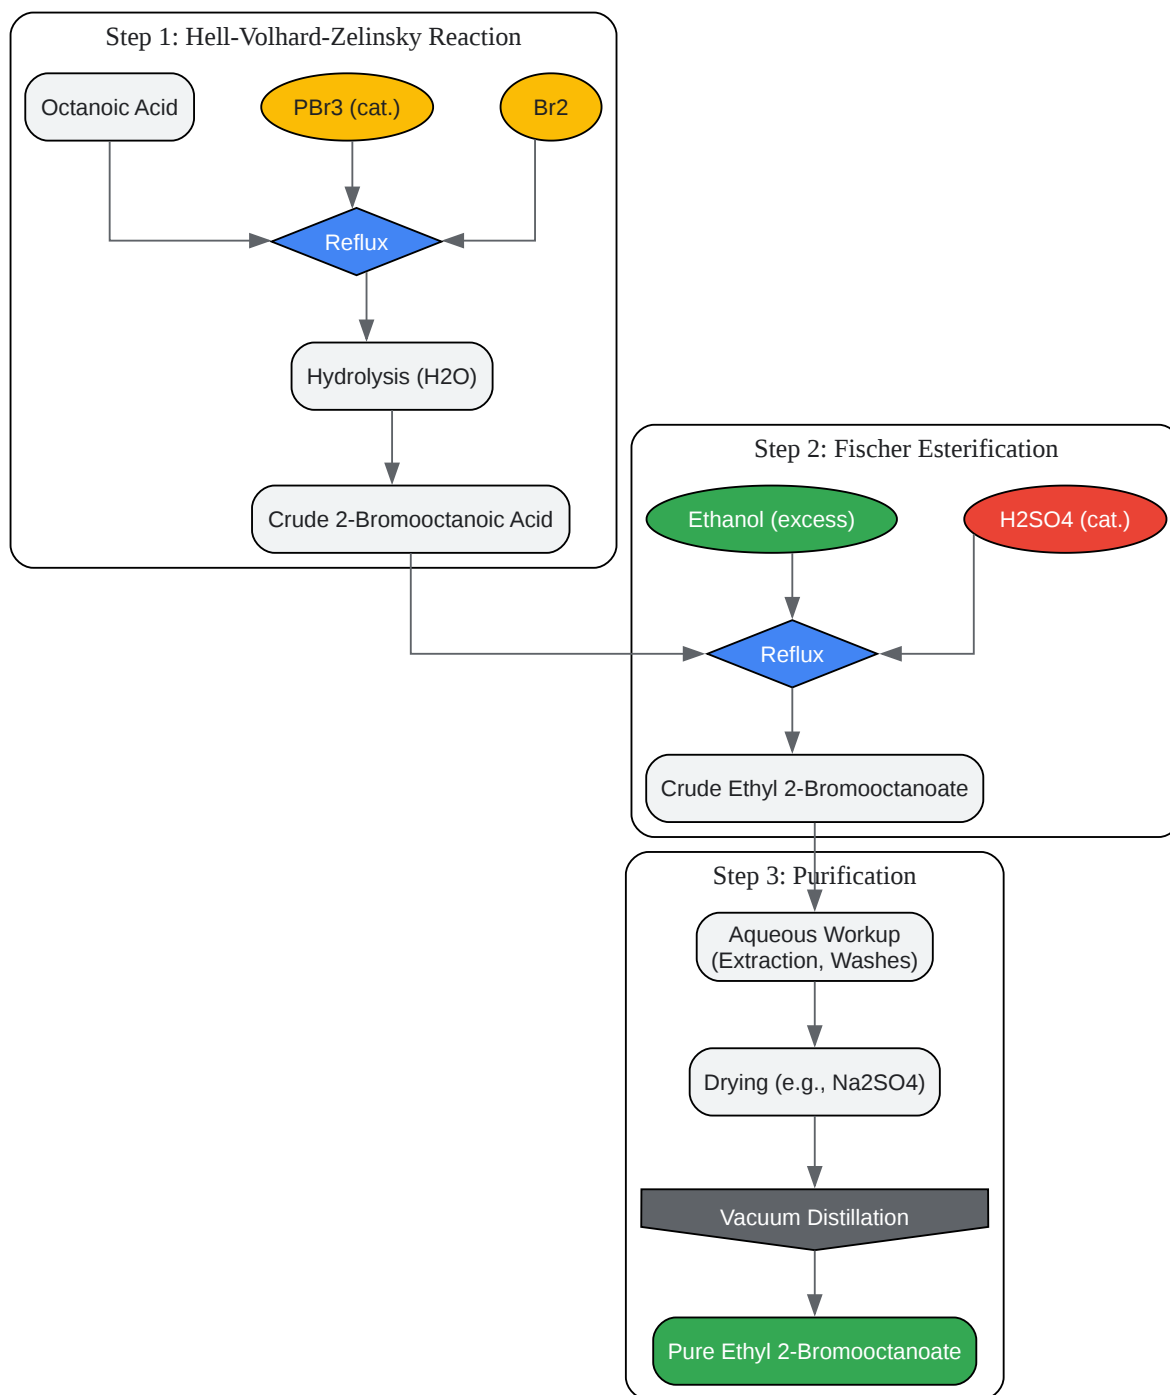 Step 1: Hell-Volhard-Zelinsky Reaction
Octanoic Acid
PBr3 (cat.)
Br2
Reflux
Hydrolysis (H2O)
Crude 2-Bromooctanoic Acid
Step 2: Fischer Esterification
Ethanol (excess)
H2SO4 (cat.)
Reflux
Crude Ethyl 2-Bromooctanoate
Step 3: Purification
Aqueous Workup
(Extraction, Washes)
Drying (e.g., Na2SO4)
Vacuum Distillation
Pure Ethyl 2-Bromooctanoate